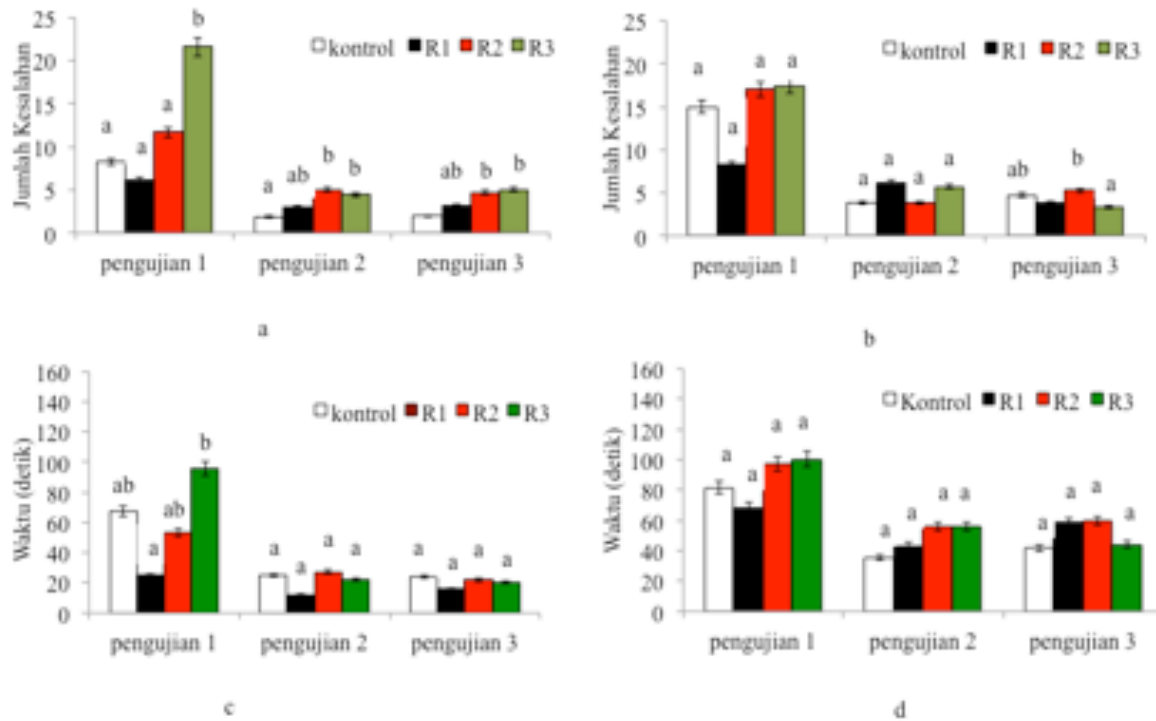 25
20
15
10
5
0
Jumlah Kesalahan
kontrol R1 R2 R3
a a a b
a ab b b
ab b b
pengujian 1 pengujian 2 pengujian 3
a
25
20
15
10
5
0
Jumlah Kesalahan
kontrol R1 R2 R3
a a a a
a a a a
ab b a
pengujian 1 pengujian 2 pengujian 3
b
160
140
120
100
80
60
40
20
0
Waktu (detik)
kontrol R1 R2 R3
ab a ab b
a a a a
a a a a
pengujian 1 pengujian 2 pengujian 3
c
160
140
120
100
80
60
40
20
0
Waktu (detik)
Kontrol R1 R2 R3
a a a a
a a a a
a a a a
pengujian 1 pengujian 2 pengujian 3
d